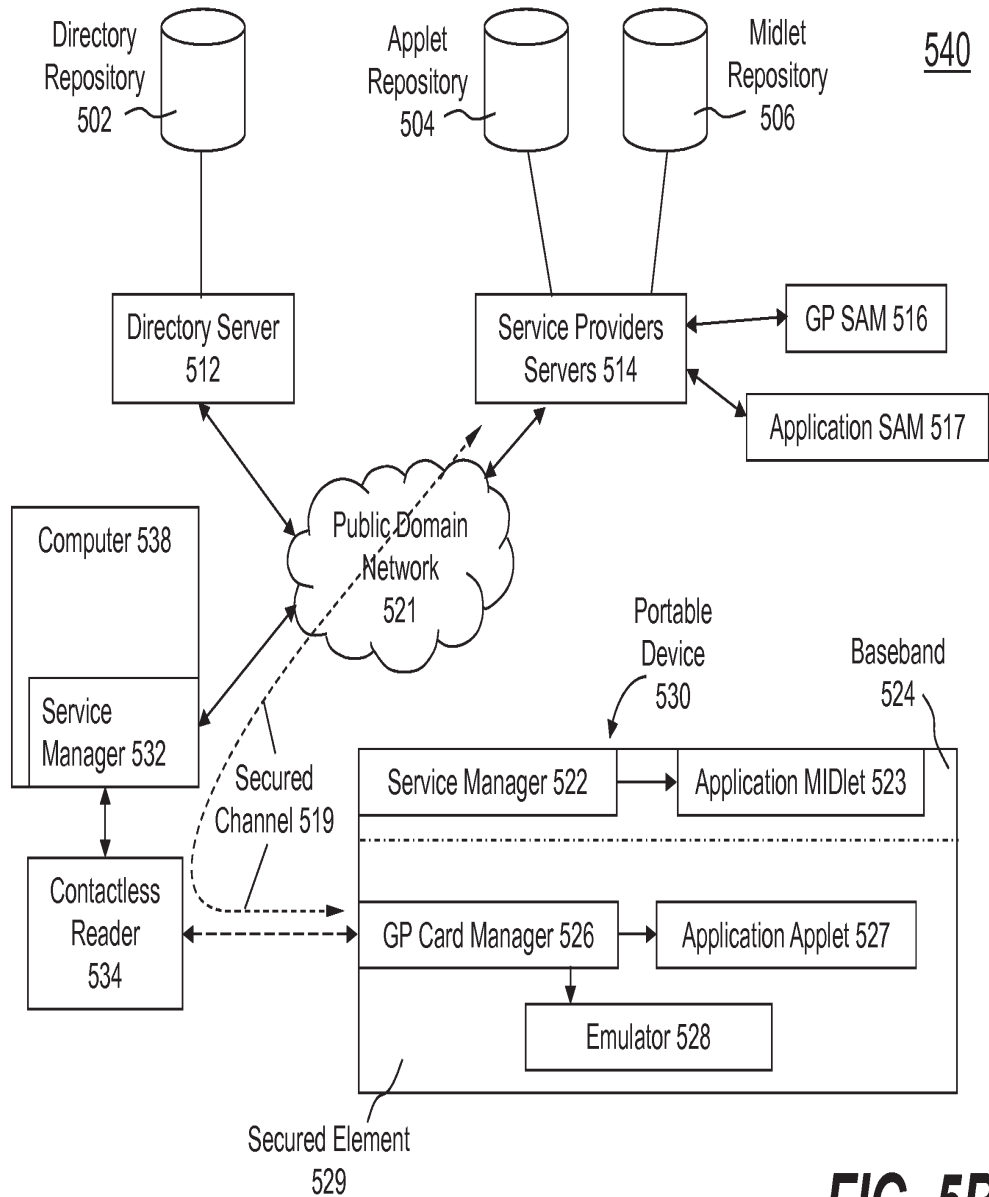 Directory
Repository
502
Applet
Repository
504
Midlet
Repository
506
540
Directory Server
512
Service Providers
Servers 514
GP SAM 516
Application SAM 517
Public Domain
Network
521
Computer 538
Service
Manager 532
Secured
Channel 519
Contactless
Reader
534
Portable
Device
530
Baseband
524
Service Manager 522
Application MIDlet 523
GP Card Manager 526
Application Applet 527
Emulator 528
Secured Element
529
FIG. 5B